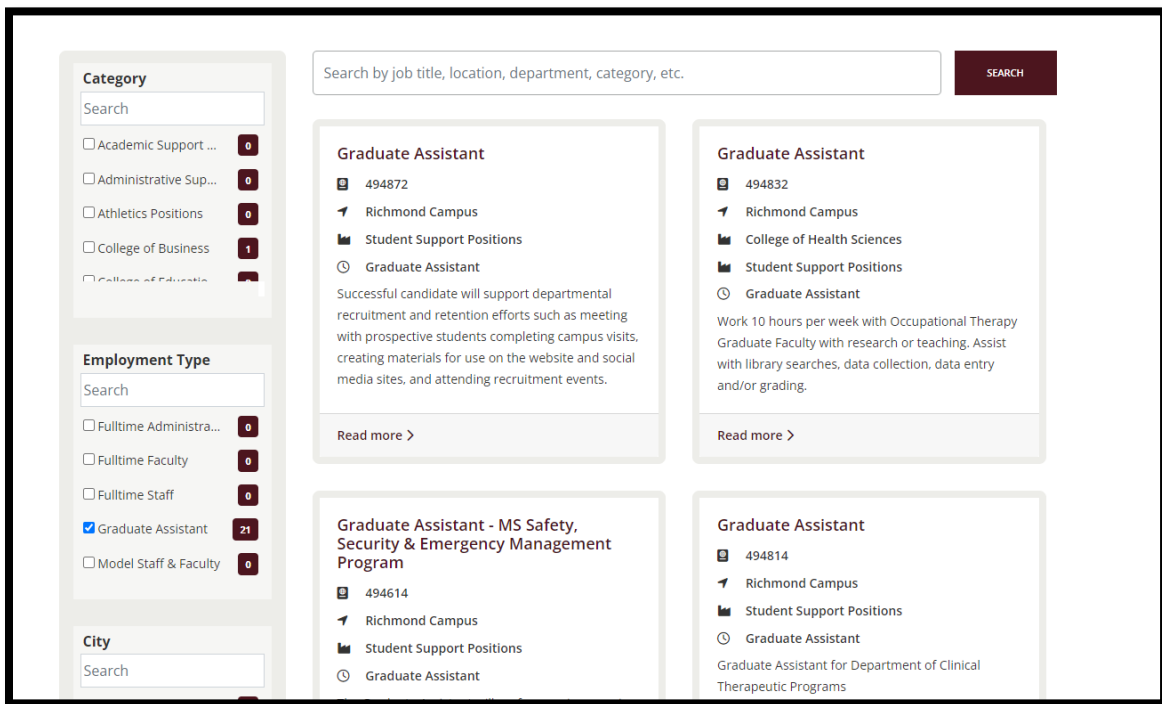 Category
Search
Academic Support ... 0
Administrative Sup... 0
Athletics Positions 0
College of Business 1
College of Educatio
Employment Type
Search
Fulltime Administra... 0
Fulltime Faculty 0
Fulltime Staff 0
Graduate Assistant 21
Model Staff & Faculty 0
City
Search
Search by job title, location, department, category, etc.
SEARCH
Graduate Assistant
494872
Richmond Campus
Student Support Positions
Graduate Assistant
Successful candidate will support departmental
recruitment and retention efforts such as meeting
with prospective students completing campus visits,
creating materials for use on the website and social
media sites, and attending recruitment events.
Read more
Graduate Assistant
494832
Richmond Campus
College of Health Sciences
Student Support Positions
Graduate Assistant
Work 10 hours per week with Occupational Therapy
Graduate Faculty with research or teaching. Assist
with library searches, data collection, data entry
and/or grading.
Read more
Graduate Assistant - MS Safety,
Security & Emergency Management
Program
494614
Richmond Campus
Student Support Positions
Graduate Assistant
Graduate Assistant
494814
Richmond Campus
Student Support Positions
Graduate Assistant
Graduate Assistant for Department of Clinical
Therapeutic Programs